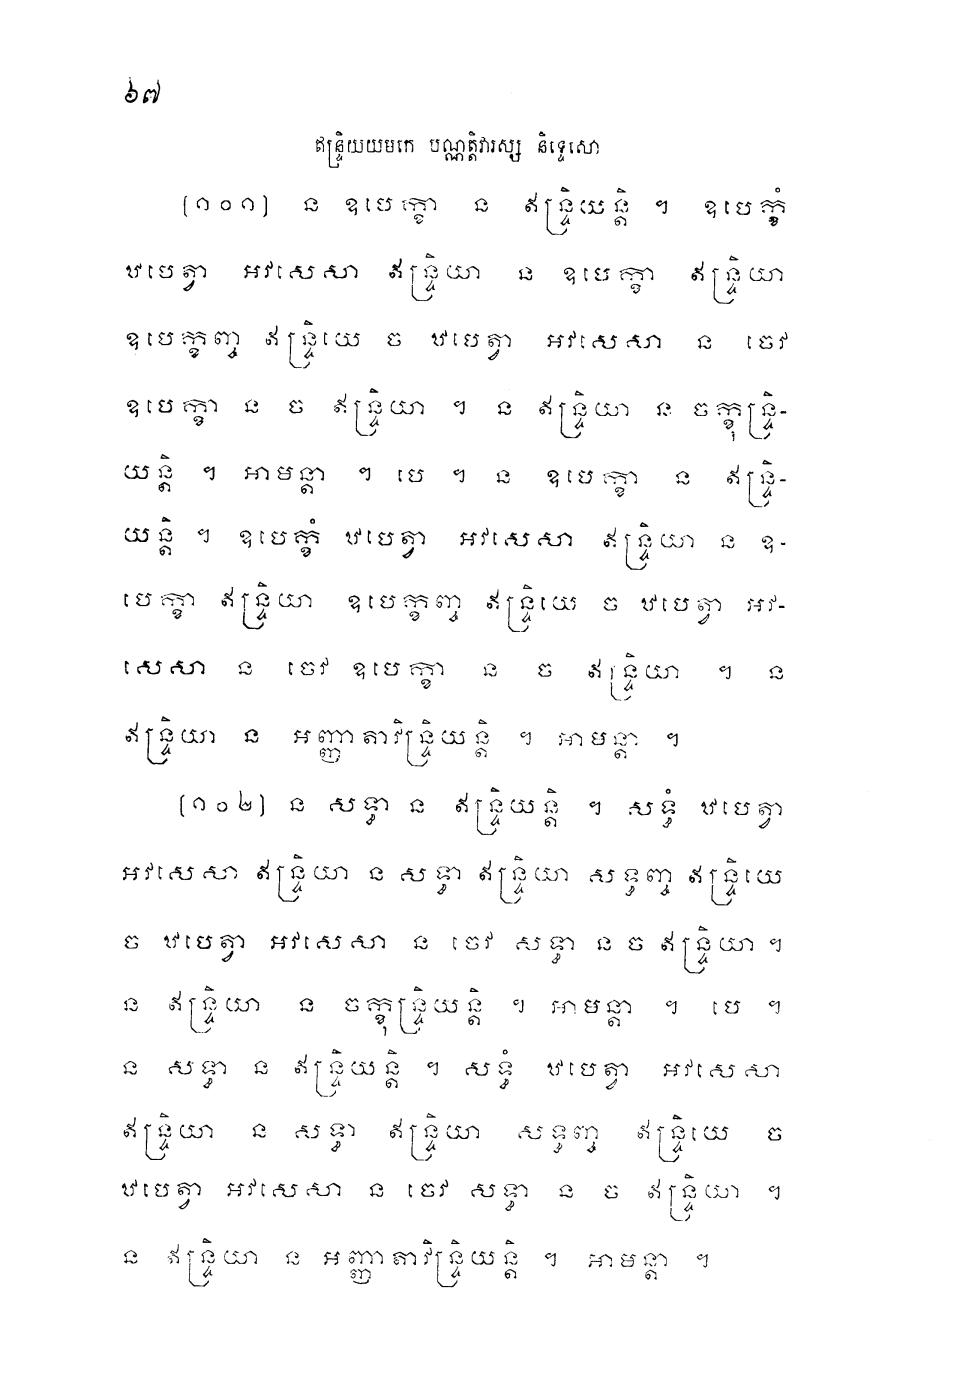 ៦៧
ឥន្ទ្រិយយមកេ បណ្ណត្តិវារស្ស និទ្ទេសោ
(១០១) ន ឧបេក្ខា ន ឥន្ទ្រិយន្តិ ។ ឧបេក្ខំ
ឋបេត្វា អវសេសា ឥន្ទ្រិយា ន ឧបេក្ខា ឥន្ទ្រិយា
ឧបេក្ខញ្ច ឥន្ទ្រិយេ ច ឋបេត្វា អវសេសា ន ចេវ
ឧបេក្ខា ន ច ឥន្ទ្រិយា ។ ន ឥន្ទ្រិយា ន ចក្ខុន្ទ្រិ-
យន្តិ ។ អាមន្តា ។ បេ ។ ន ឧបេក្ខា ន ឥន្ទ្រិ-
យន្តិ ។ ឧបេក្ខំ ឋបេត្វា អវសេសា ឥន្ទ្រិយា ន ឧ-
បេក្ខា ឥន្ទ្រិយា ឧបេក្ខញ្ច ឥន្ទ្រិយេ ច ឋបេត្វា អវ-
សេសា ន ចេវ ឧបេក្ខា ន ច ឥន្ទ្រិយា ។ ន
ឥន្ទ្រិយា ន អញ្ញាតាវិន្ទ្រិយន្តិ ។ អាមន្តា ។
(១០២) ន សទ្ធា ន ឥន្ទ្រិយន្តិ ។ សទ្ធំ ឋបេត្វា
អវសេសា ឥន្ទ្រិយា ន សទ្ធា ឥន្ទ្រិយា សទ្ធញ្ច ឥន្ទ្រិយេ
ច ឋបេត្វា អវសេសា ន ចេវ សទ្ធា ន ច ឥន្ទ្រិយា ។
ន ឥន្ទ្រិយា ន ចក្ខុន្ទ្រិយន្តិ ។ អាមន្តា ។ បេ ។
ន សទ្ធា ន ឥន្ទ្រិយន្តិ ។ សទ្ធំ ឋបេត្វា អវសេសា
ឥន្ទ្រិយា ន សទ្ធា ឥន្ទ្រិយា សទ្ធញ្ច ឥន្ទ្រិយេ ច
ឋបេត្វា អវសេសា ន ចេវ សទ្ធា ន ច ឥន្ទ្រិយា ។
ន ឥន្ទ្រិយា ន អញ្ញាតាវិន្ទ្រិយន្តិ ។ អាមន្តា ។